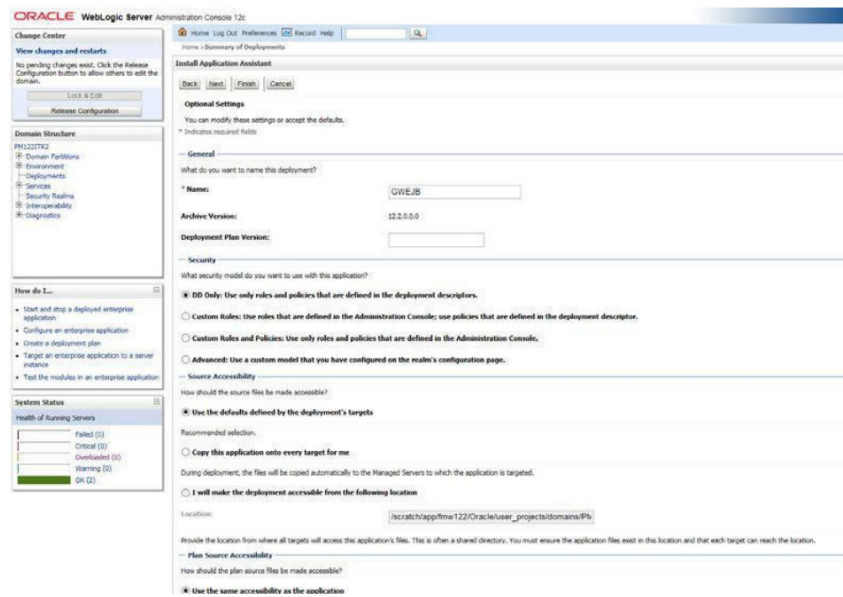 ORACLE WebLogic Server Administration Console 12c
Change Center
View changes and restarts
No pending changes exist. Click the Release
Configuration button to allow others to edit the
domain.
Lock & Edit
Release Configuration
Domain Structure
PM122ITR2
Domain Partitions
Environment
Deployments
Services
Security Realms
Interoperability
Diagnostics
How do I...
Start and stop a deployed enterprise
application
Configure an enterprise application
Create a deployment plan
Target an enterprise application to a server
instance
Test the modules in an enterprise application
System Status
Health of Running Servers
Failed (0)
Critical (0)
Overloaded (0)
Warning (0)
OK (2)
Home Log Out Preferences Record Help
Home >Summary of Deployments
Install Application Assistant
Back Next Finish Cancel
Optional Settings
You can modify these settings or accept the defaults.
* Indicates required fields
General
What do you want to name this deployment?
* Name: GWEJB
Archive Version: 12.2.0.0.0
Deployment Plan Version:
Security
What security model do you want to use with this application?
DD Only: Use only roles and policies that are defined in the deployment descriptors.
Custom Roles: Use roles that are defined in the Administration Console; use policies that are defined in the deployment descriptor.
Custom Roles and Policies: Use only roles and policies that are defined in the Administration Console.
Advanced: Use a custom model that you have configured on the realm's configuration page.
Source Accessibility
How should the source files be made accessible?
Use the defaults defined by the deployment's targets
Recommended selection.
Copy this application onto every target for me
During deployment, the files will be copied automatically to the Managed Servers to which the application is targeted.
I will make the deployment accessible from the following location
Location: /scratch/app/fmw122/Oracle/user_projects/domains/PM
Provide the location from where all targets will access this application's files. This is often a shared directory. You must ensure the application files exist in this location and that each target can reach the location.
Plan Source Accessibility
How should the plan source files be made accessible?
Use the same accessibility as the application